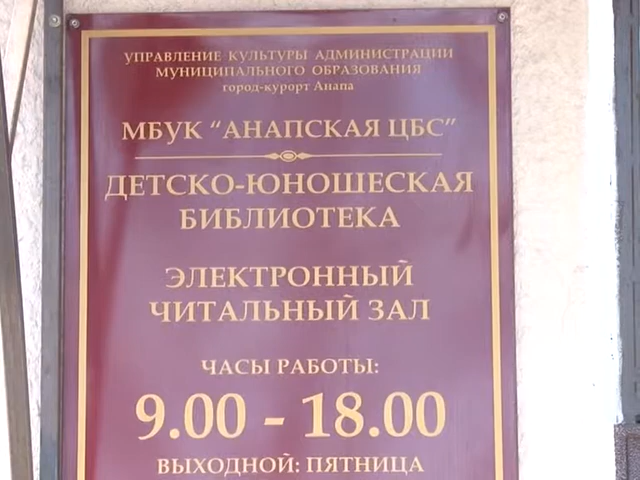 УПРАВЛЕНИЕ КУЛЬТУРЫ АДМИНИСТРАЦИИ
МУНИЦИПАЛЬНОГО ОБРАЗОВАНИЯ
город-курорт Анапа
МБУК "АНАПСКАЯ ЦБС"
ДЕТСКО-ЮНОШЕСКАЯ
БИБЛИОТЕКА
ЭЛЕКТРОННЫЙ
ЧИТАЛЬНЫЙ ЗАЛ
ЧАСЫ РАБОТЫ:
9.00 - 18.00
ВЫХОДНОЙ: ПЯТНИЦА